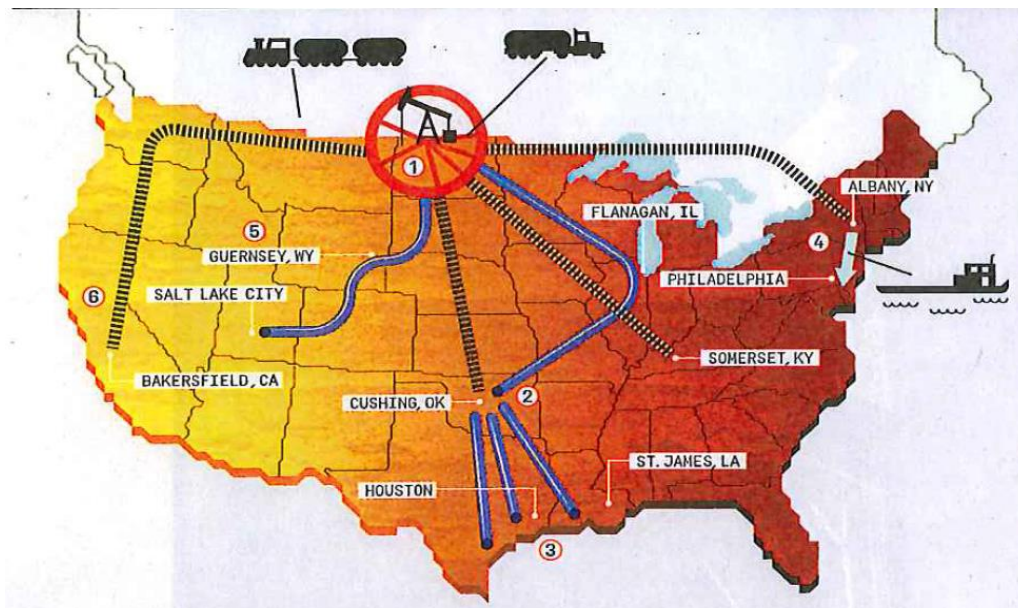 1
ALBANY, NY
FLANAGAN, IL
4
5
GUERNSEY, WY
PHILADELPHIA
6
SALT LAKE CITY
SOMERSET, KY
BAKERSFIELD, CA
CUSHING, OK
2
ST. JAMES, LA
HOUSTON
3